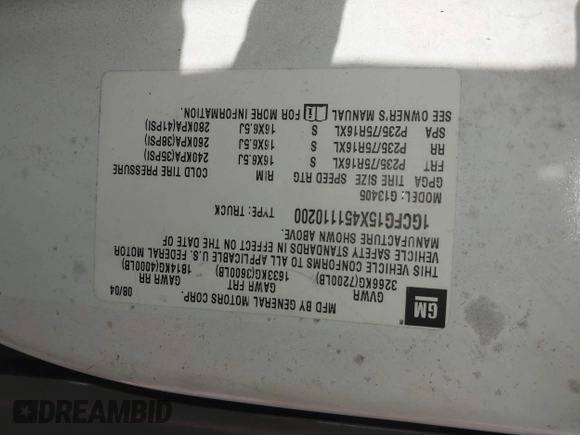 GM
MFD BY GENERAL MOTORS CORP. 08/04
GVWR GAWR FRT GAWR RR
3266KG(7200LB) 1633KG(3600LB) 1814KG(4000LB)
THIS VEHICLE CONFORMS TO ALL APPLICABLE U.S. FEDERAL MOTOR
VEHICLE SAFETY STANDARDS IN EFFECT ON THE DATE OF
MANUFACTURE SHOWN ABOVE.
1GCFG15X451110200 TYPE: TRUCK
MODEL: G13405
GPGA TIRE SIZE SPEED RTG RIM COLD TIRE PRESSURE
FRT P235/75R16XL S 16X6.5J 240KPA(35PSI)
RR P235/75R16XL S 16X6.5J 260KPA(38PSI)
SPA P235/75R16XL S 16X6.5J 280KPA(41PSI)
SEE OWNER'S MANUAL FOR MORE INFORMATION.
DREAMBID